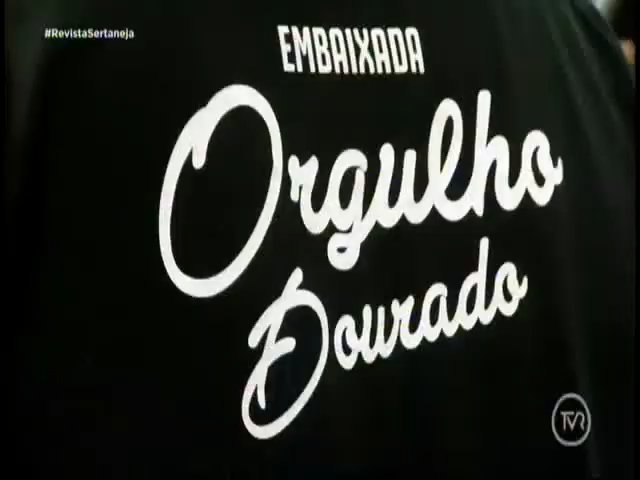 #RevistaSertaneja
EMBAIXADA
Orgulho
Dourado
TVR